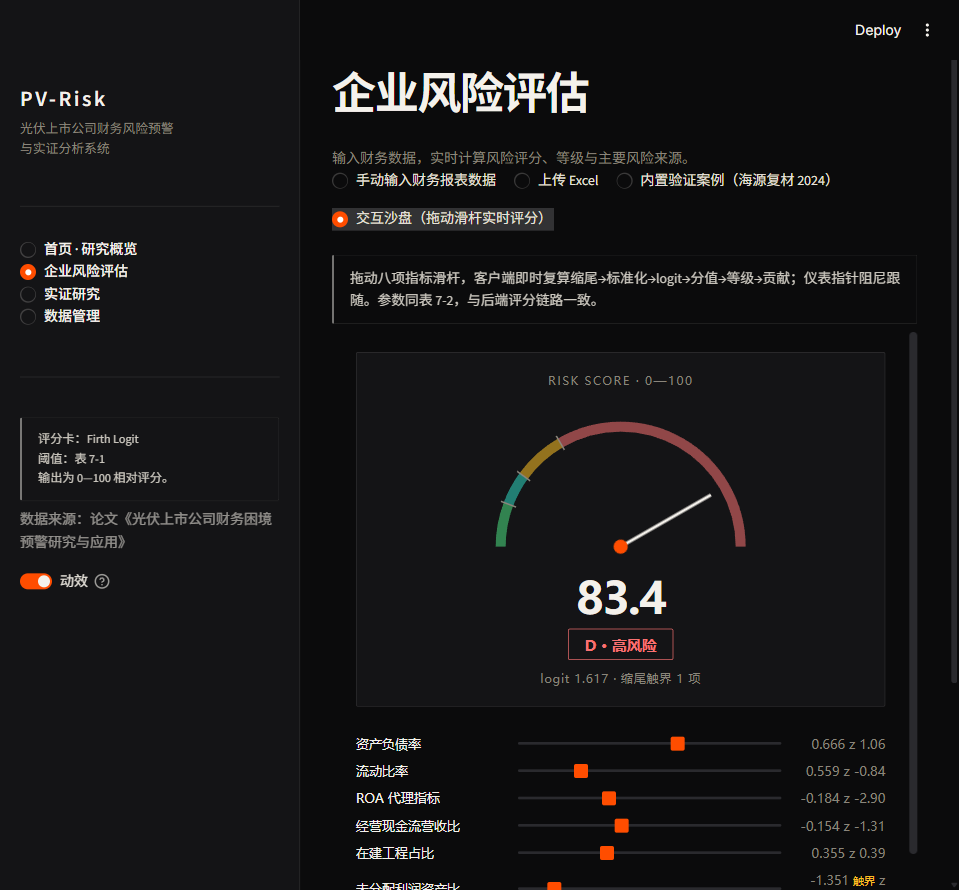 Deploy
PV-Risk
光伏上市公司财务风险预警
与实证分析系统
首页 · 研究概览
企业风险评估
实证研究
数据管理
评分卡：Firth Logit
阈值：表 7-1
输出为 0—100 相对评分。
数据来源：论文《光伏上市公司财务困境
预警研究与应用》
动效 ?
企业风险评估
输入财务数据，实时计算风险评分、等级与主要风险来源。
手动输入财务报表数据 上传 Excel 内置验证案例（海源复材 2024）
交互沙盘（拖动滑杆实时评分）
拖动八项指标滑杆，客户端即时复算缩尾→标准化→logit→分值→等级→贡献；仪表指针阻尼跟
随。参数同表 7-2，与后端评分链路一致。
RISK SCORE · 0—100
83.4
D · 高风险
logit 1.617 · 缩尾触界 1 项
资产负债率 0.666 z 1.06
流动比率 0.559 z -0.84
ROA 代理指标 -0.184 z -2.90
经营现金流营收比 -0.154 z -1.31
在建工程占比 0.355 z 0.39
未分配利润资产比 -1.351 触界 z